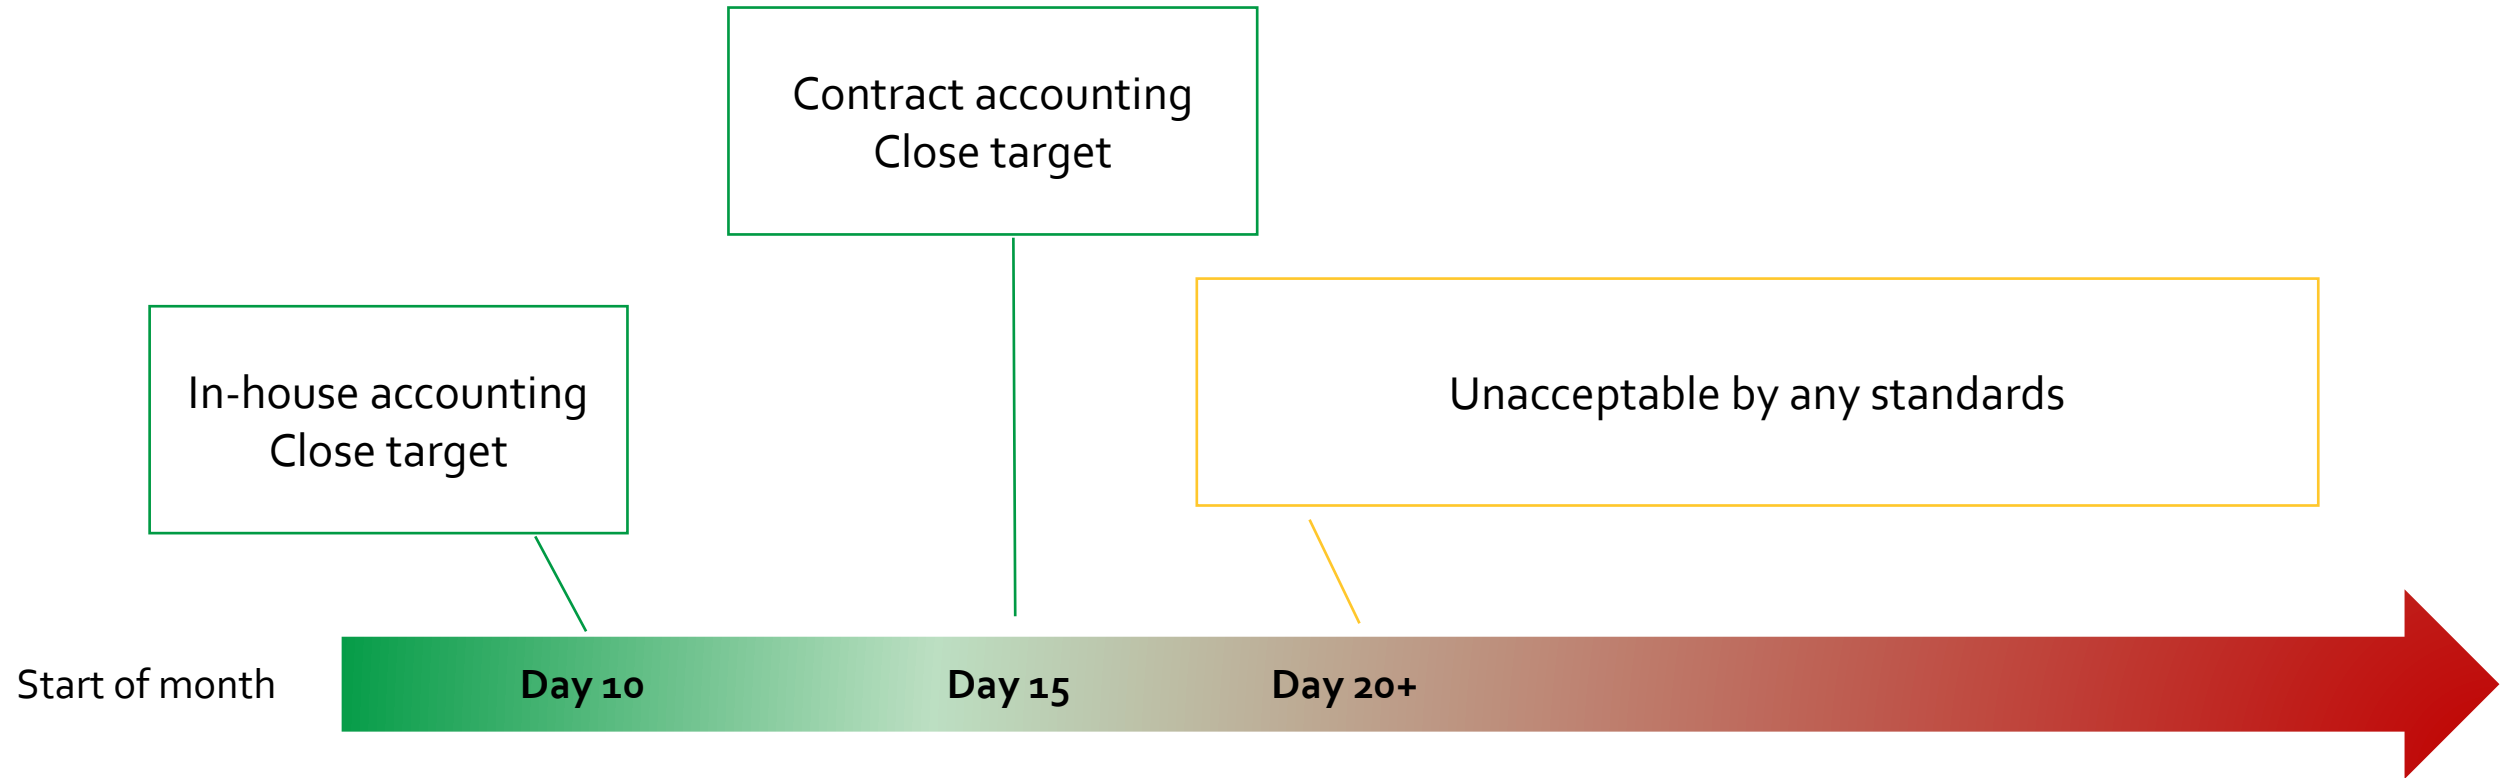 Contract accounting
Close target
In-house accounting
Close target
Unacceptable by any standards
Start of month
Day 10
Day 15
Day 20+